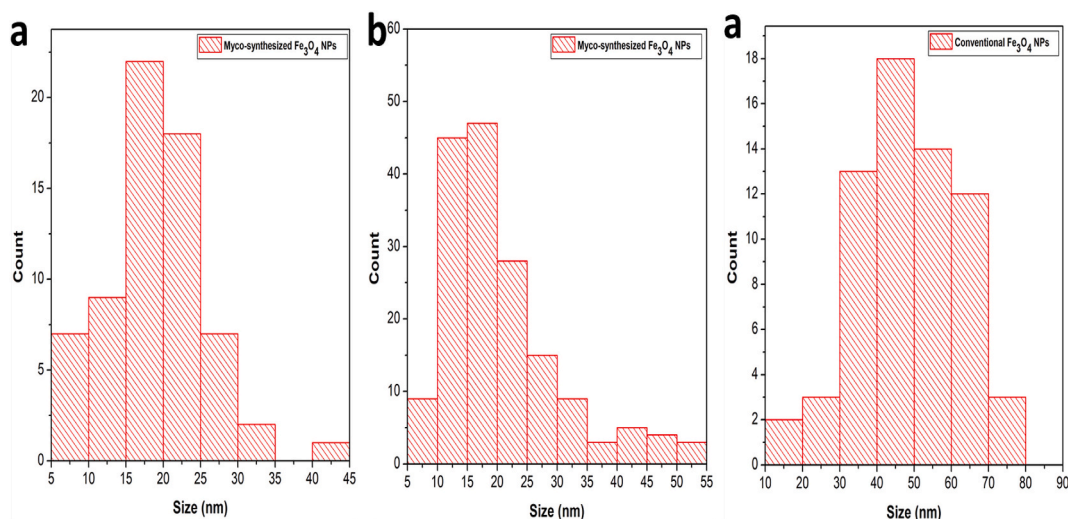 a
Myco-synthesized Fe₃O₄ NPs
20
15
10
5
0
Count
5 10 15 20 25 30 35 40 45
Size (nm)
b
Myco-synthesized Fe₃O₄ NPs
60
50
40
30
20
10
0
Count
5 10 15 20 25 30 35 40 45 50 55
Size (nm)
a
Conventional Fe₃O₄ NPs
18
16
14
12
10
8
6
4
2
0
Count
10 20 30 40 50 60 70 80 90
Size (nm)